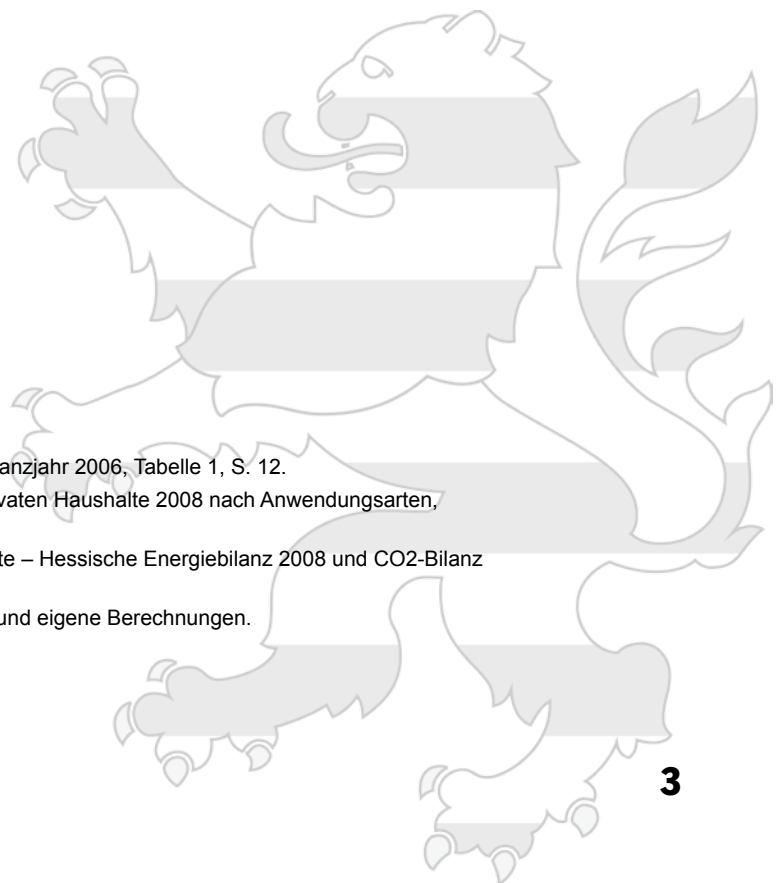 anzjahr 2006, Tabelle 1, S. 12.
vaten Haushalte 2008 nach Anwendungsarten,
te – Hessische Energiebilanz 2008 und CO2-Bilanz
und eigene Berechnungen.
3